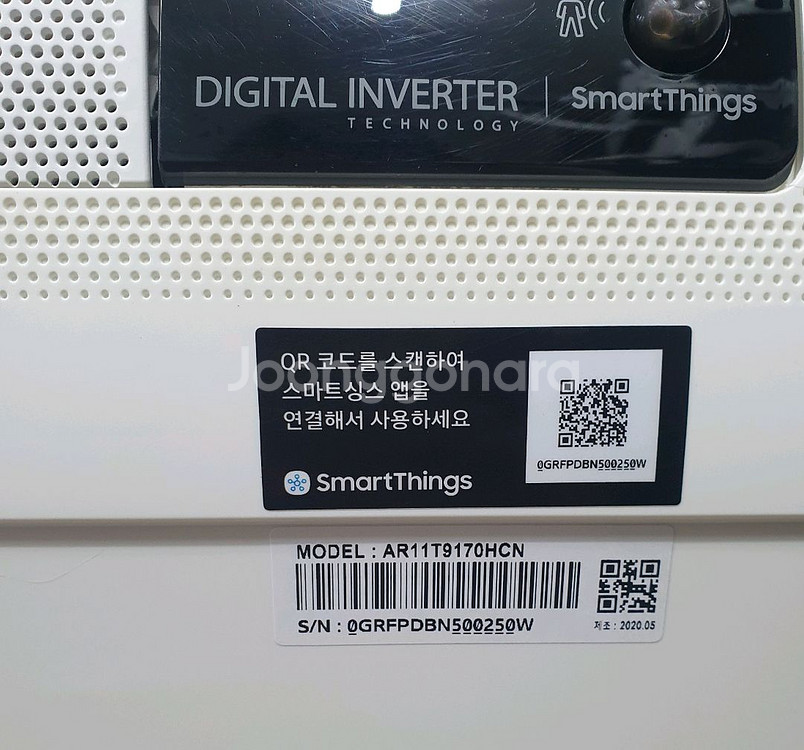 DIGITAL INVERTER
TECHNOLOGY
SmartThings
Joonggonara
QR 코드를 스캔하여
스마트싱스 앱을
연결해서 사용하세요
SmartThings
0GRFPDBN500250W
MODEL : AR11T9170HCN
S/N : 0GRFPDBN500250W
제조 : 2020.05